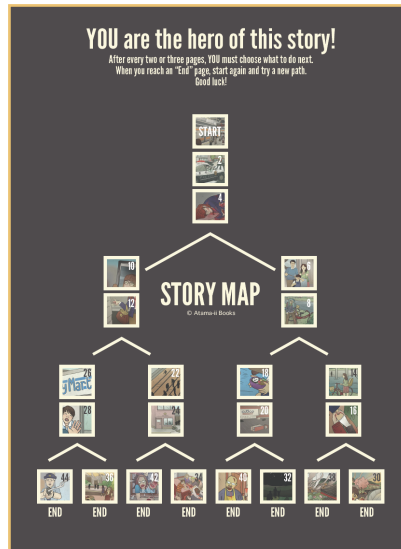 YOU are the hero of this story!
After every two or three pages, YOU must choose what to do next.
When you reach an "End" page, start again and try a new path.
Good luck!
START
2
4
10
6
12
STORY MAP
8
© Atama-ii Books
26
22
18
14
28
24
20
16
44
36
42
34
40
32
38
30
END
END
END
END
END
END
END
END